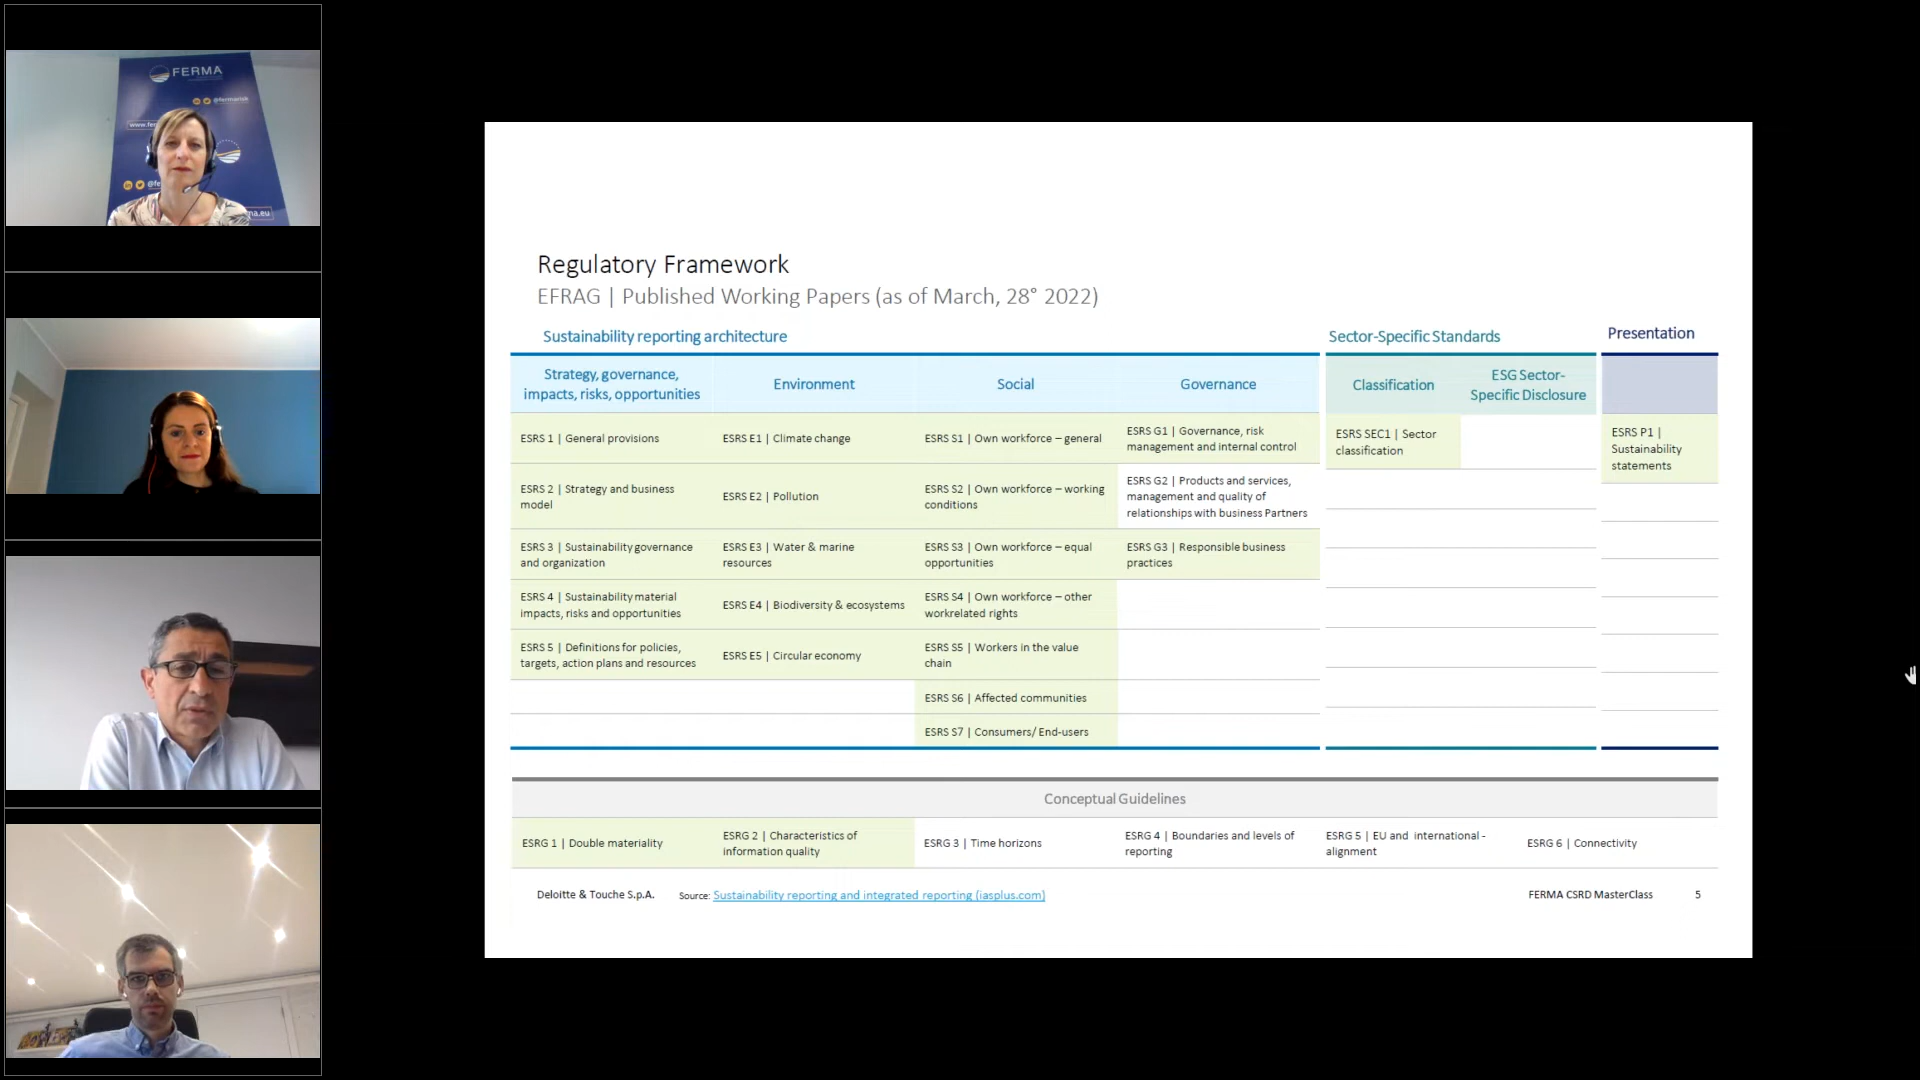 FERMA
@fermarisk
www.fer
@fe
ma.eu
Regulatory Framework
EFRAG | Published Working Papers (as of March, 28° 2022)
Sustainability reporting architecture
Sector-Specific Standards
Presentation
Strategy, governance,
impacts, risks, opportunities
Environment
Social
Governance
Classification
ESG Sector-
Specific Disclosure
ESRS 1 | General provisions
ESRS E1 | Climate change
ESRS S1 | Own workforce – general
ESRS G1 | Governance, risk
management and internal control
ESRS SEC1 | Sector
classification
ESRS P1 |
Sustainability
statements
ESRS 2 | Strategy and business
model
ESRS E2 | Pollution
ESRS S2 | Own workforce – working
conditions
ESRS G2 | Products and services,
management and quality of
relationships with business Partners
ESRS 3 | Sustainability governance
and organization
ESRS E3 | Water & marine
resources
ESRS S3 | Own workforce – equal
opportunities
ESRS G3 | Responsible business
practices
ESRS 4 | Sustainability material
impacts, risks and opportunities
ESRS E4 | Biodiversity & ecosystems
ESRS S4 | Own workforce – other
workrelated rights
ESRS 5 | Definitions for policies,
targets, action plans and resources
ESRS E5 | Circular economy
ESRS S5 | Workers in the value
chain
ESRS S6 | Affected communities
ESRS S7 | Consumers/ End-users
Conceptual Guidelines
ESRG 1 | Double materiality
ESRG 2 | Characteristics of
information quality
ESRG 3 | Time horizons
ESRG 4 | Boundaries and levels of
reporting
ESRG 5 | EU and international -
alignment
ESRG 6 | Connectivity
Deloitte & Touche S.p.A.
Source: Sustainability reporting and integrated reporting (iasplus.com)
FERMA CSRD MasterClass
5